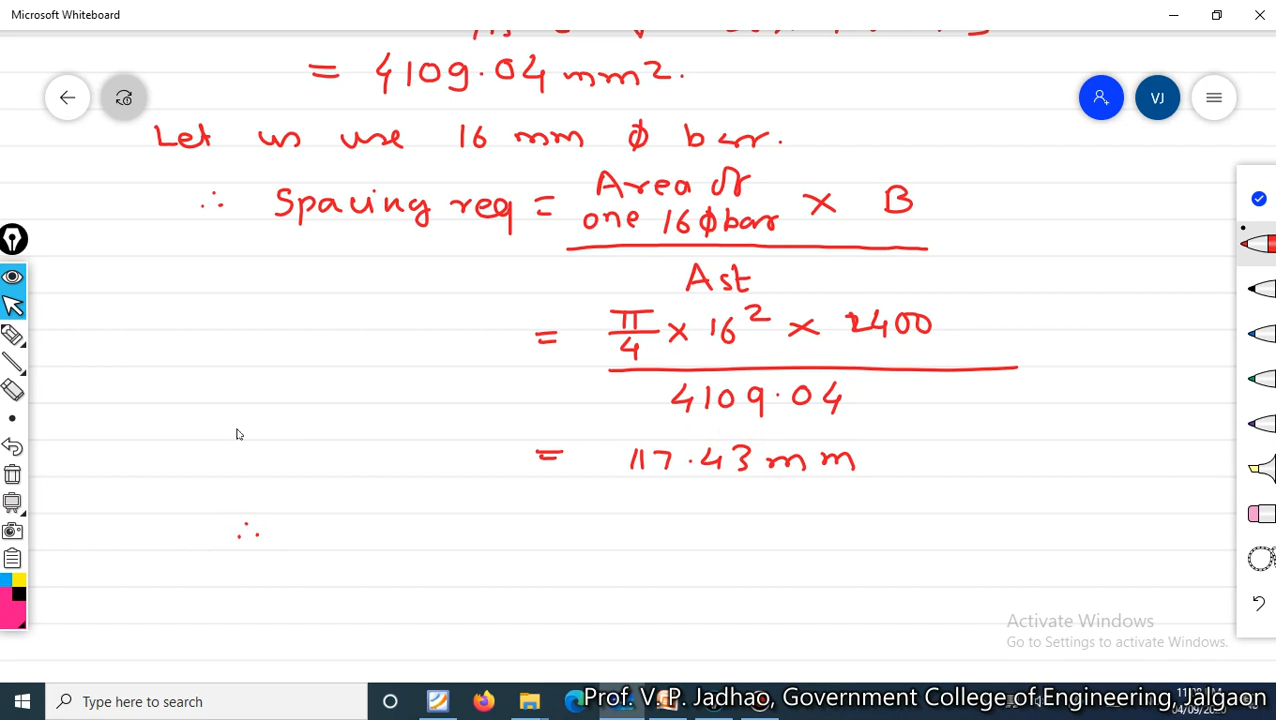 Microsoft Whiteboard
= 4109.04 mm2.
VJ
Let us use 16 mm ϕ bar.
∴ Spacing req = Area of one 16ϕbar × B
Ast
= π/4 × 16² × 2400
4109.04
= 117.43 mm
∴
Activate Windows
Go to Settings to activate Windows.
Type here to search
Prof. V. P. Jadhao, Government College of Engineering, Jalgaon